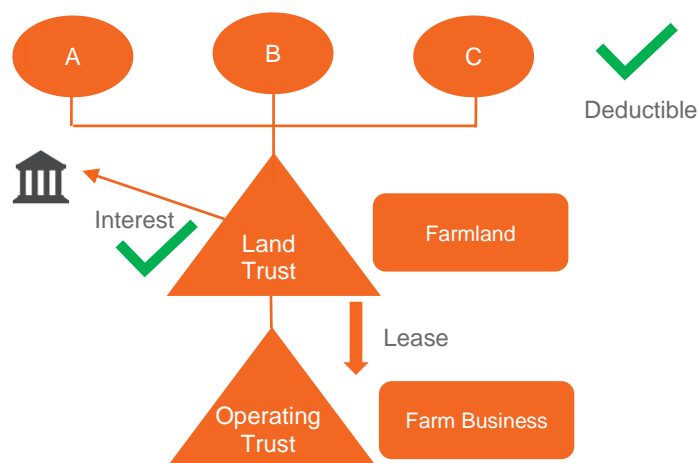 A
B
C
Deductible
Interest
Land
Trust
Farmland
Lease
Operating
Trust
Farm Business